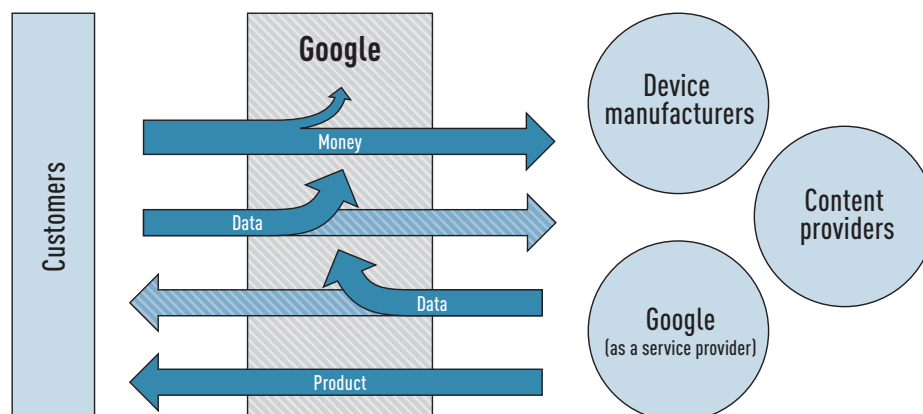 Customers
Google
Money
Data
Data
Product
Device
manufacturers
Content
providers
Google
(as a service provider)